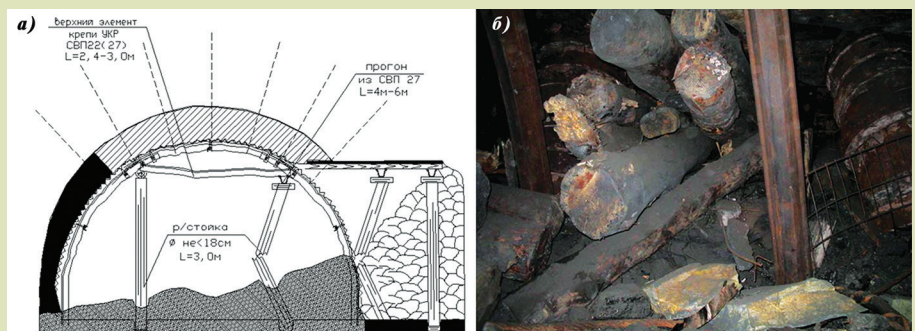 а)
верхний элемент
крепи УКР
СВП22(27)
L=2,4-3,0м
прогон
из СВП 27
L=4м-6м
р/стойка
Ø не<18см
L=3,0м
б)